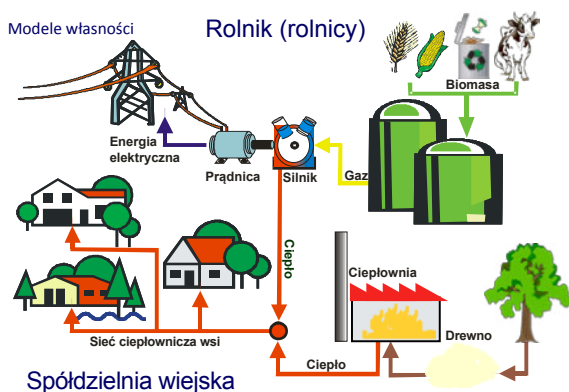 Modele własności
Rolnik (rolnicy)
Biomasa
Energia
elektryczna
Prądnica
Silnik
Gaz
Ciepło
Ciepłownia
Drewno
Sieć ciepłownicza wsi
Ciepło
Spółdzielnia wiejska